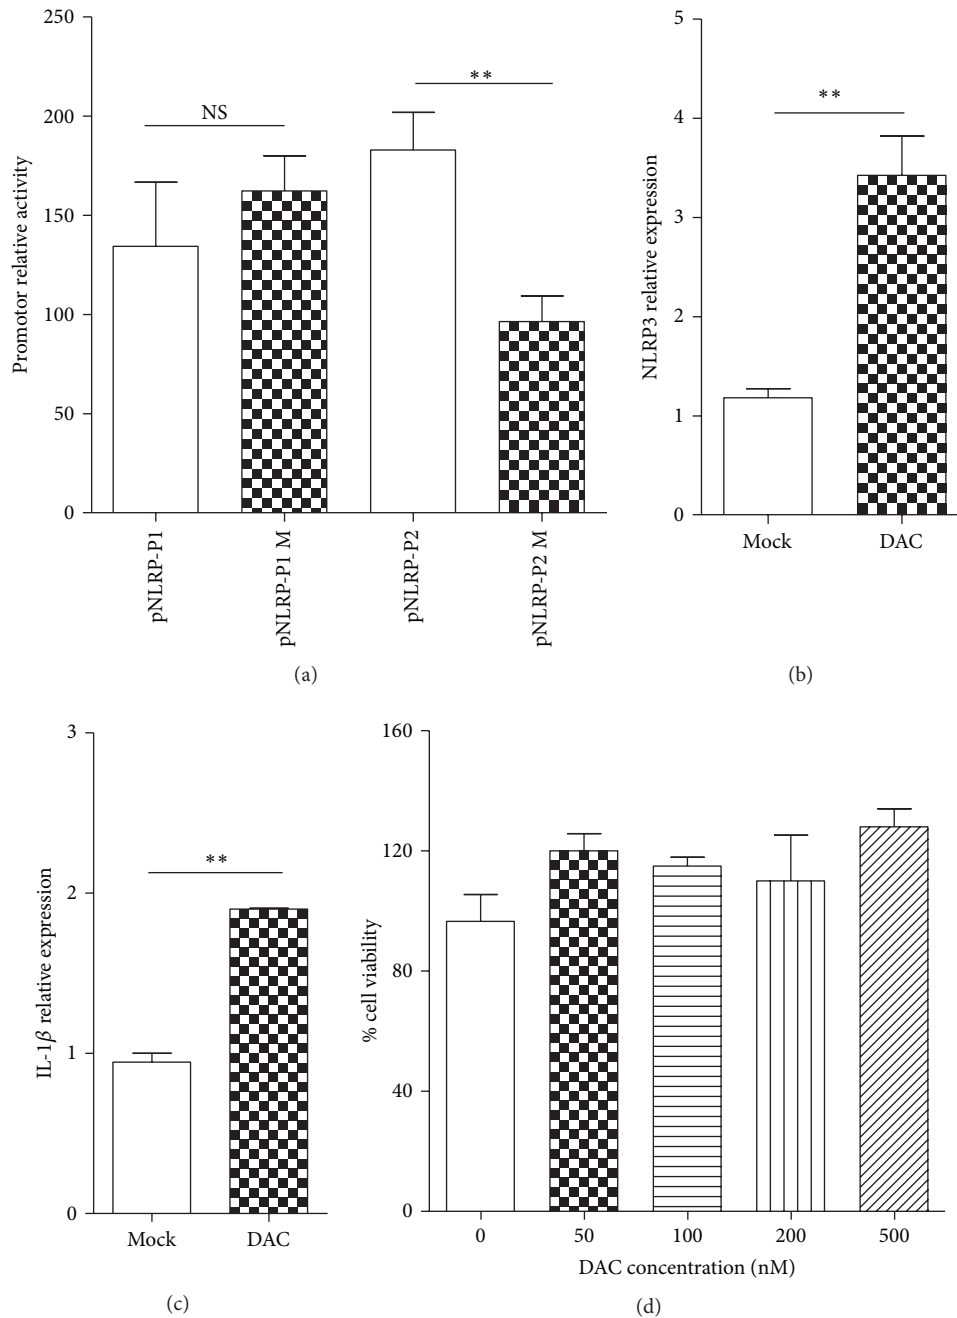 250
200
150
100
50
0
Promotor relative activity
NS
**
pNLRP-P1
pNLRP-P1 M
pNLRP-P2
pNLRP-P2 M
(a)
5
4
3
2
1
0
NLRP3 relative expression
**
Mock
DAC
(b)
3
2
1
0
IL-1β relative expression
**
Mock
DAC
(c)
160
120
80
40
0
% cell viability
0
50
100
200
500
DAC concentration (nM)
(d)